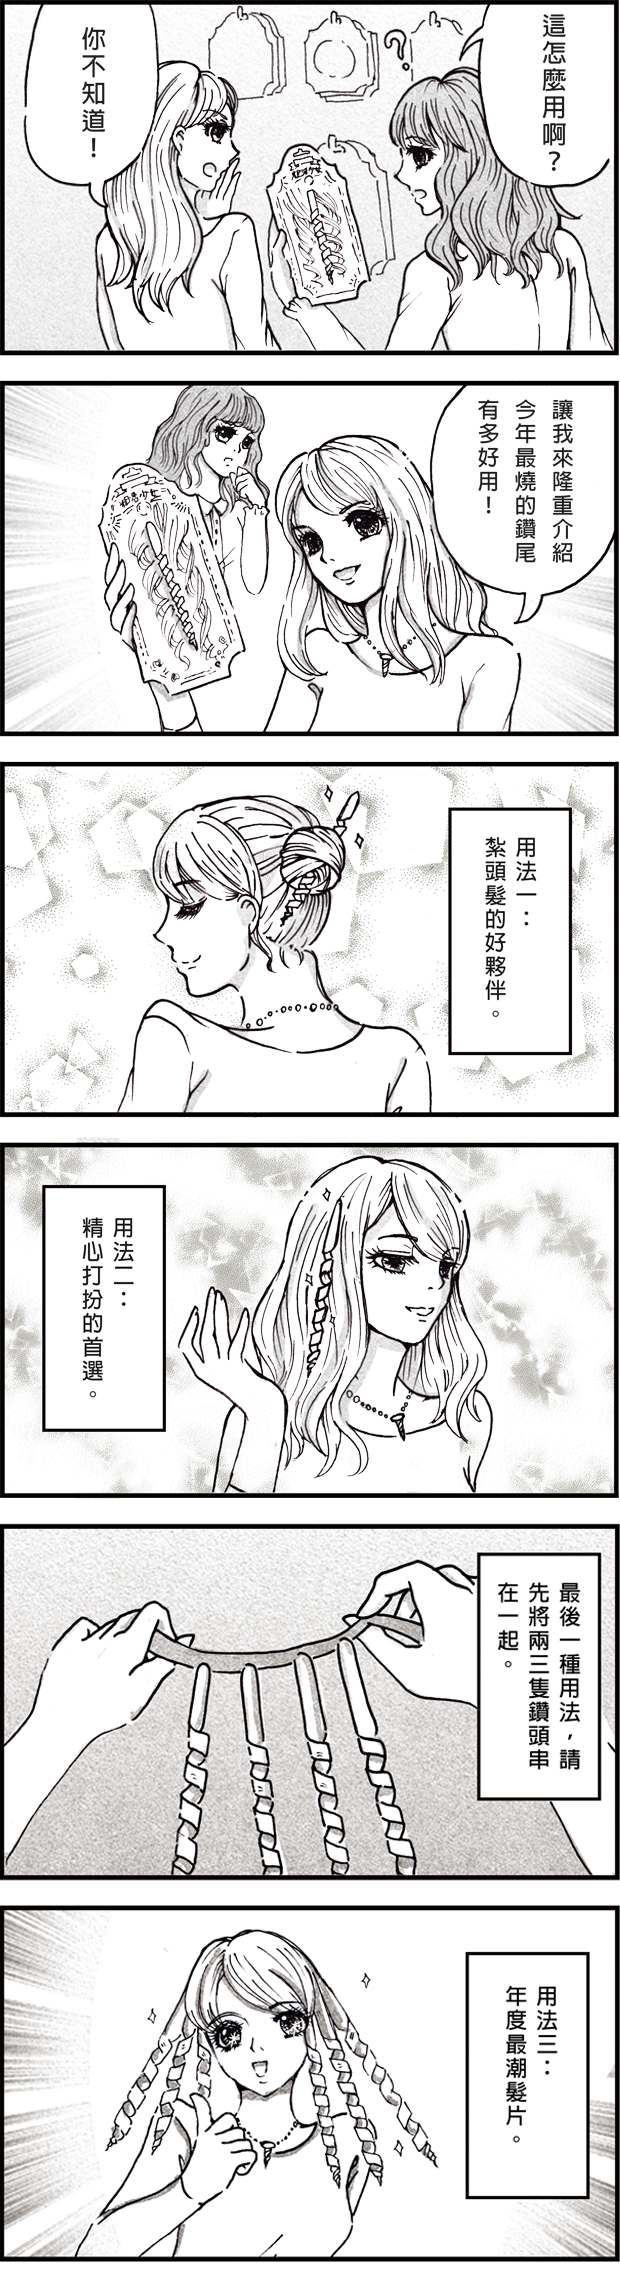 這怎麼用啊？
你不知道！
讓我來隆重介紹
今年最燒的鑽尾
有多好用！
用法一：
紮頭髮的好夥伴。
用法二：
精心打扮的首選。
最後一種用法，請
先將兩三隻鑽頭串
在一起。
用法三：
年度最潮髮片。